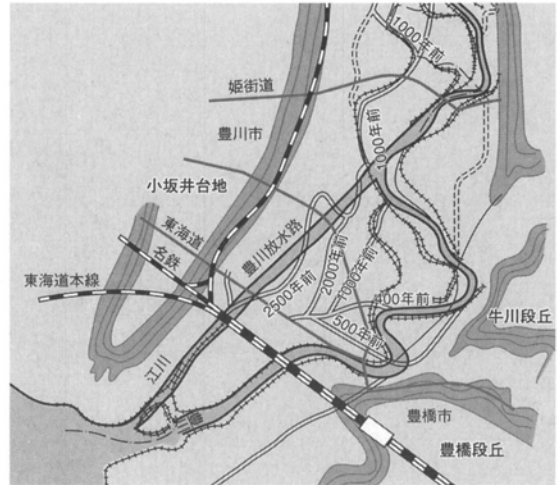 1000年前
姫街道
豊川市
1000年前
小坂井台地
東海道
名鉄
豊川放水路
東海道本線
2500年前
2000年前
1000年前
400年前
500年前
牛川段丘
江川
豊川
豊橋市
豊橋段丘